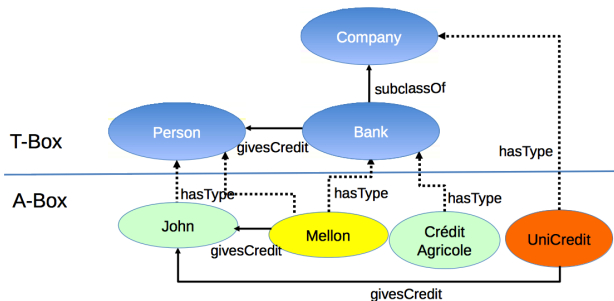 Company
subclassOf
Person
givesCredit
Bank
T-Box
hasType
A-Box
hasType
hasType
hasType
John
givesCredit
Mellon
Crédit
Agricole
UniCredit
givesCredit